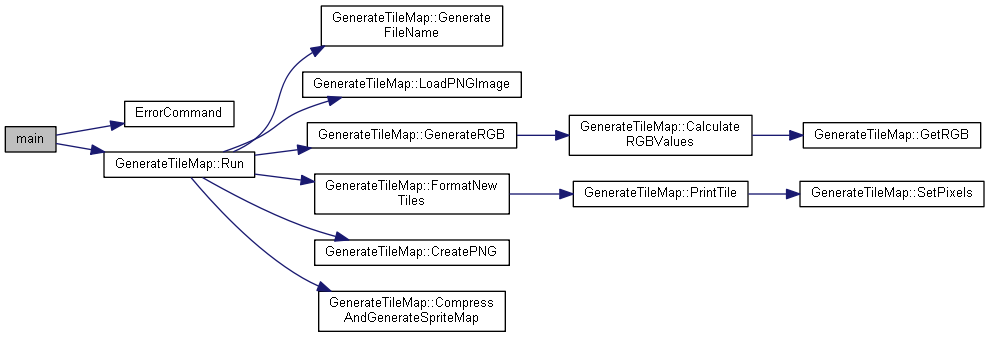 main
ErrorCommand
GenerateTileMap::Run
GenerateTileMap::Generate
FileName
GenerateTileMap::LoadPNGImage
GenerateTileMap::GenerateRGB
GenerateTileMap::Calculate
RGBValues
GenerateTileMap::GetRGB
GenerateTileMap::FormatNew
Tiles
GenerateTileMap::PrintTile
GenerateTileMap::SetPixels
GenerateTileMap::CreatePNG
GenerateTileMap::Compress
AndGenerateSpriteMap